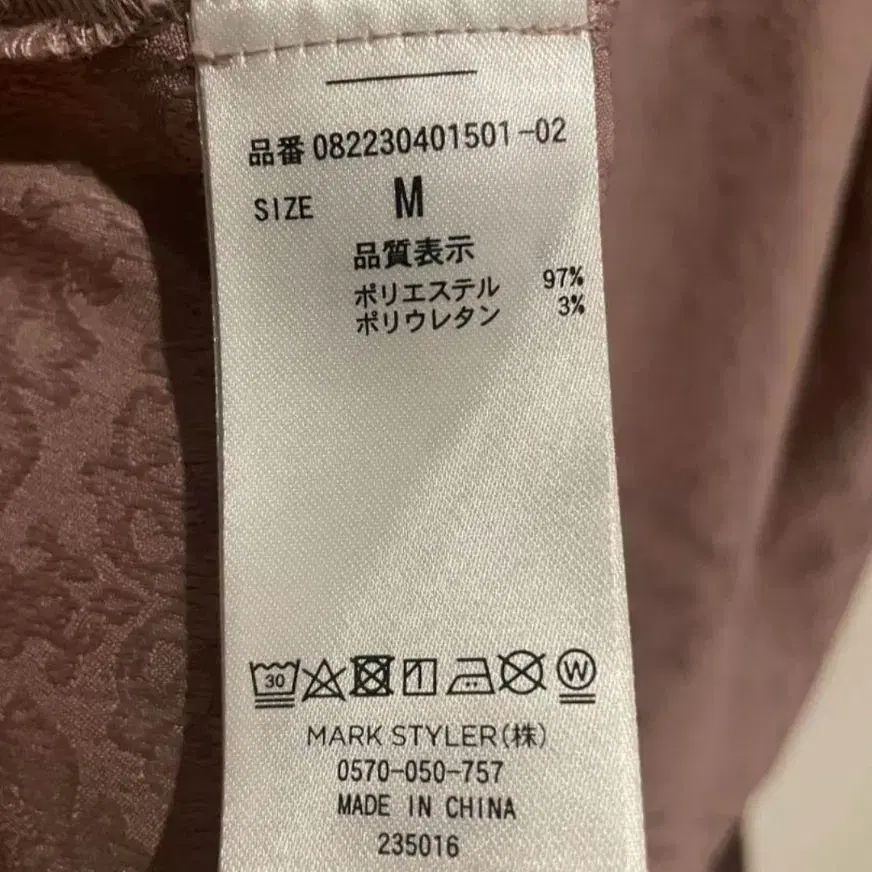 品番 082230401501-02
SIZE M
品質表示
ポリエステル 97%
ポリウレタン 3%
30 W
MARK STYLER(株)
0570-050-757
MADE IN CHINA
235016